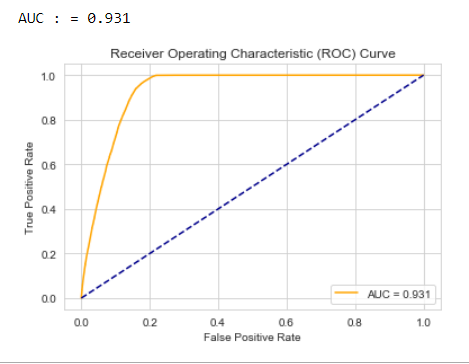 AUC : = 0.931
Receiver Operating Characteristic (ROC) Curve
True Positive Rate
1.0
0.8
0.6
0.4
0.2
0.0
AUC = 0.931
0.0 0.2 0.4 0.6 0.8 1.0
False Positive Rate